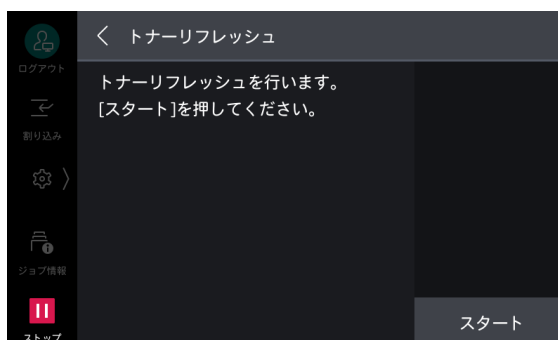 トナーリフレッシュ
トナーリフレッシュを行います。
[スタート]を押してください。
ログアウト
割り込み
ジョブ情報
ストップ
スタート